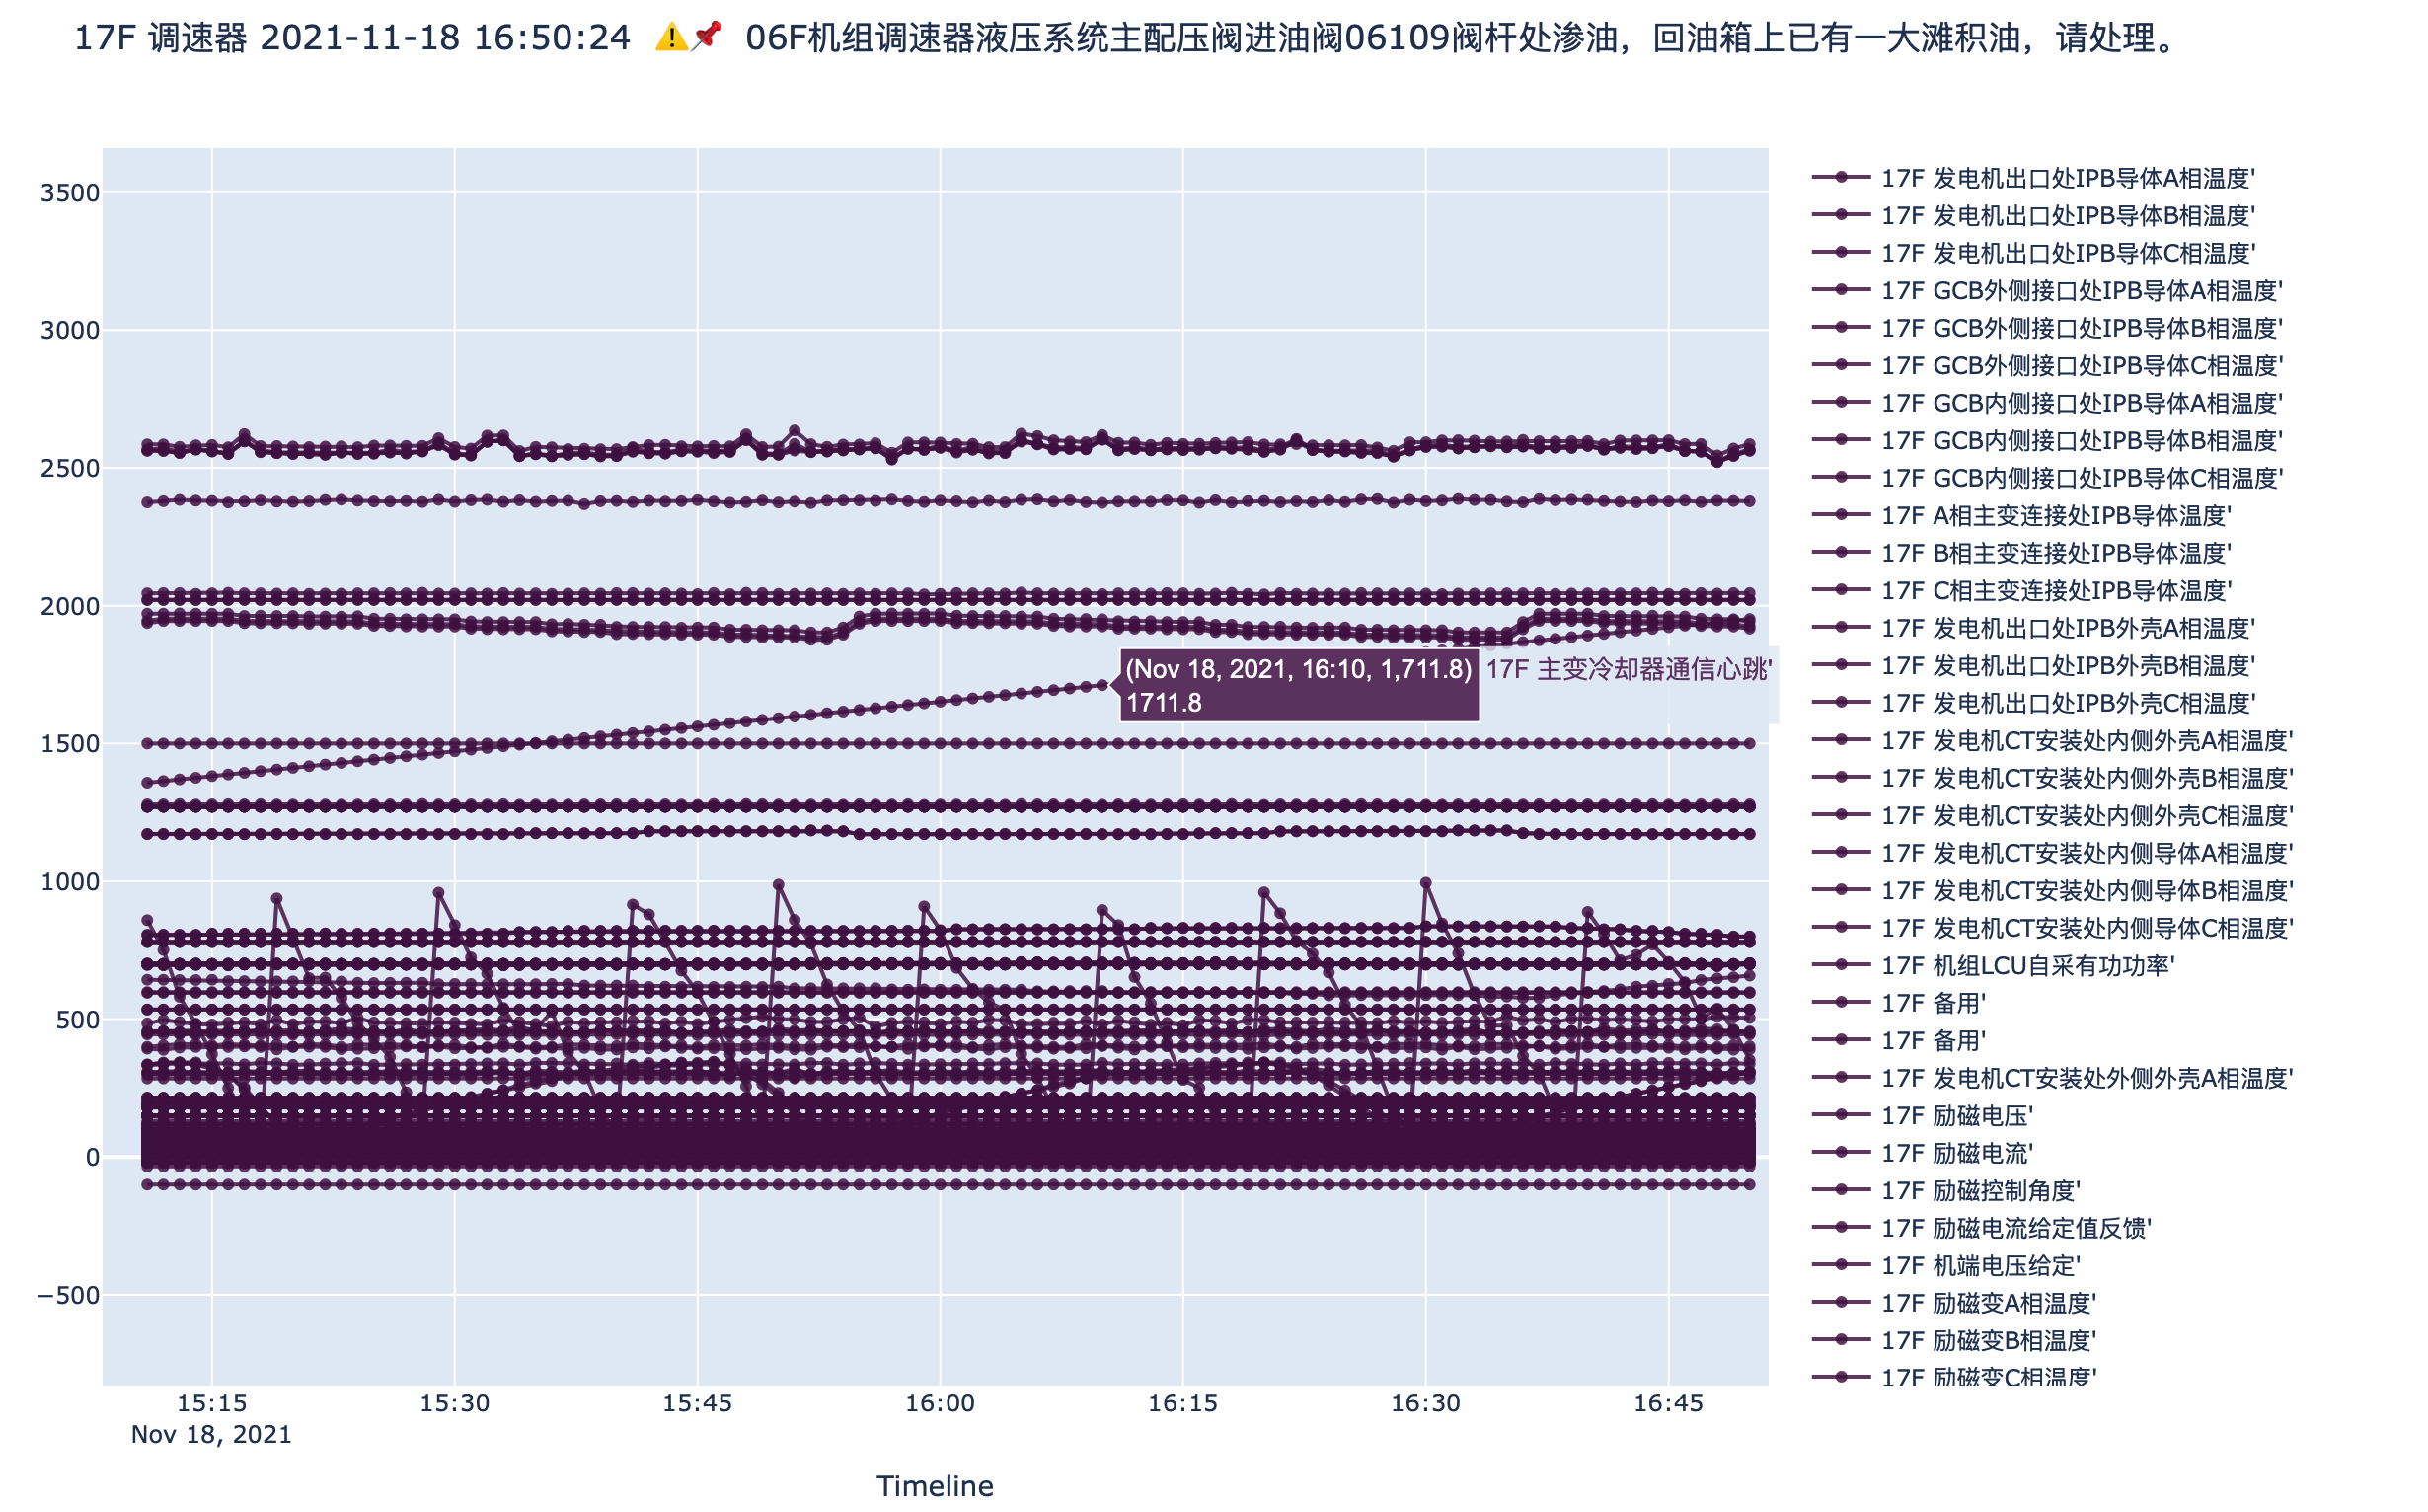 17F 调速器 2021-11-18 16:50:24 ⚠️📌 06F机组调速器液压系统主配压阀进油阀06109阀杆处渗油，回油箱上已有一大滩积油，请处理。
3500
3000
2500
2000
1500
1000
500
0
−500
(Nov 18, 2021, 16:10, 1,711.8) 17F 主变冷却器通信心跳'
1711.8
15:15 15:30 15:45 16:00 16:15 16:30 16:45
Nov 18, 2021
Timeline
17F 发电机出口处IPB导体A相温度'
17F 发电机出口处IPB导体B相温度'
17F 发电机出口处IPB导体C相温度'
17F GCB外侧接口处IPB导体A相温度'
17F GCB外侧接口处IPB导体B相温度'
17F GCB外侧接口处IPB导体C相温度'
17F GCB内侧接口处IPB导体A相温度'
17F GCB内侧接口处IPB导体B相温度'
17F GCB内侧接口处IPB导体C相温度'
17F A相主变连接处IPB导体温度'
17F B相主变连接处IPB导体温度'
17F C相主变连接处IPB导体温度'
17F 发电机出口处IPB外壳A相温度'
17F 发电机出口处IPB外壳B相温度'
17F 发电机出口处IPB外壳C相温度'
17F 发电机CT安装处内侧外壳A相温度'
17F 发电机CT安装处内侧外壳B相温度'
17F 发电机CT安装处内侧外壳C相温度'
17F 发电机CT安装处内侧导体A相温度'
17F 发电机CT安装处内侧导体B相温度'
17F 发电机CT安装处内侧导体C相温度'
17F 机组LCU自采有功功率'
17F 备用'
17F 备用'
17F 发电机CT安装处外侧外壳A相温度'
17F 励磁电压'
17F 励磁电流'
17F 励磁控制角度'
17F 励磁电流给定值反馈'
17F 机端电压给定'
17F 励磁变A相温度'
17F 励磁变B相温度'
17F 励磁变C相温度'